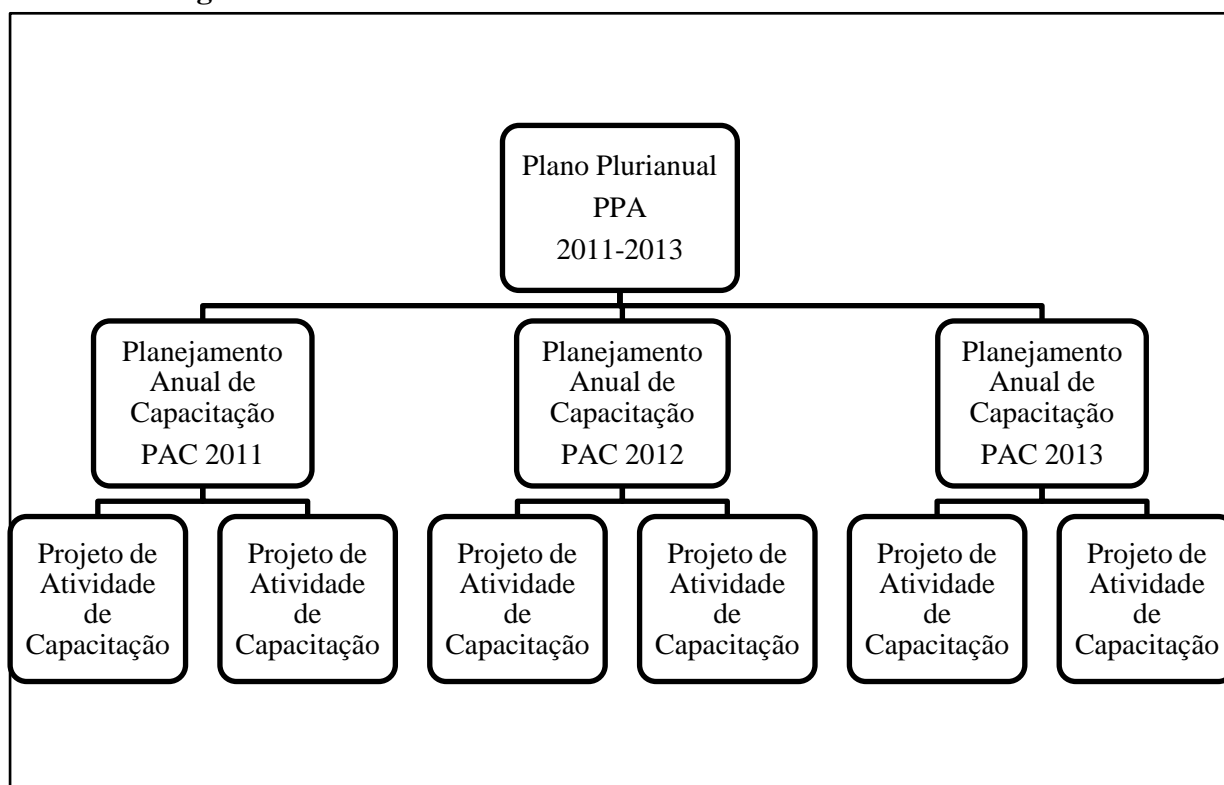 Plano Plurianual
PPA
2011-2013
Planejamento
Anual de
Capacitação
PAC 2011
Planejamento
Anual de
Capacitação
PAC 2012
Planejamento
Anual de
Capacitação
PAC 2013
Projeto de
Atividade
de
Capacitação
Projeto de
Atividade
de
Capacitação
Projeto de
Atividade
de
Capacitação
Projeto de
Atividade
de
Capacitação
Projeto de
Atividade
de
Capacitação
Projeto de
Atividade
de
Capacitação